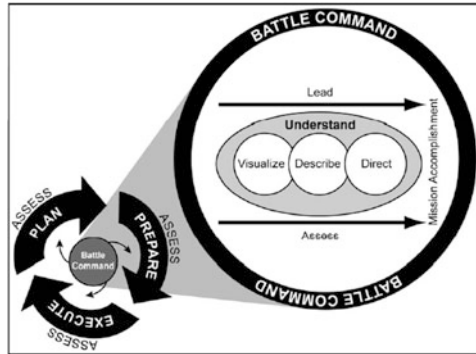 BATTLE COMMAND
Lead
Understand
Visualize
Describe
Direct
Assess
Mission Accomplishment
BATTLE COMMAND
ASSESS
PLAN
PREPARE
ASSESS
Battle
Command
EXECUTE
ASSESS